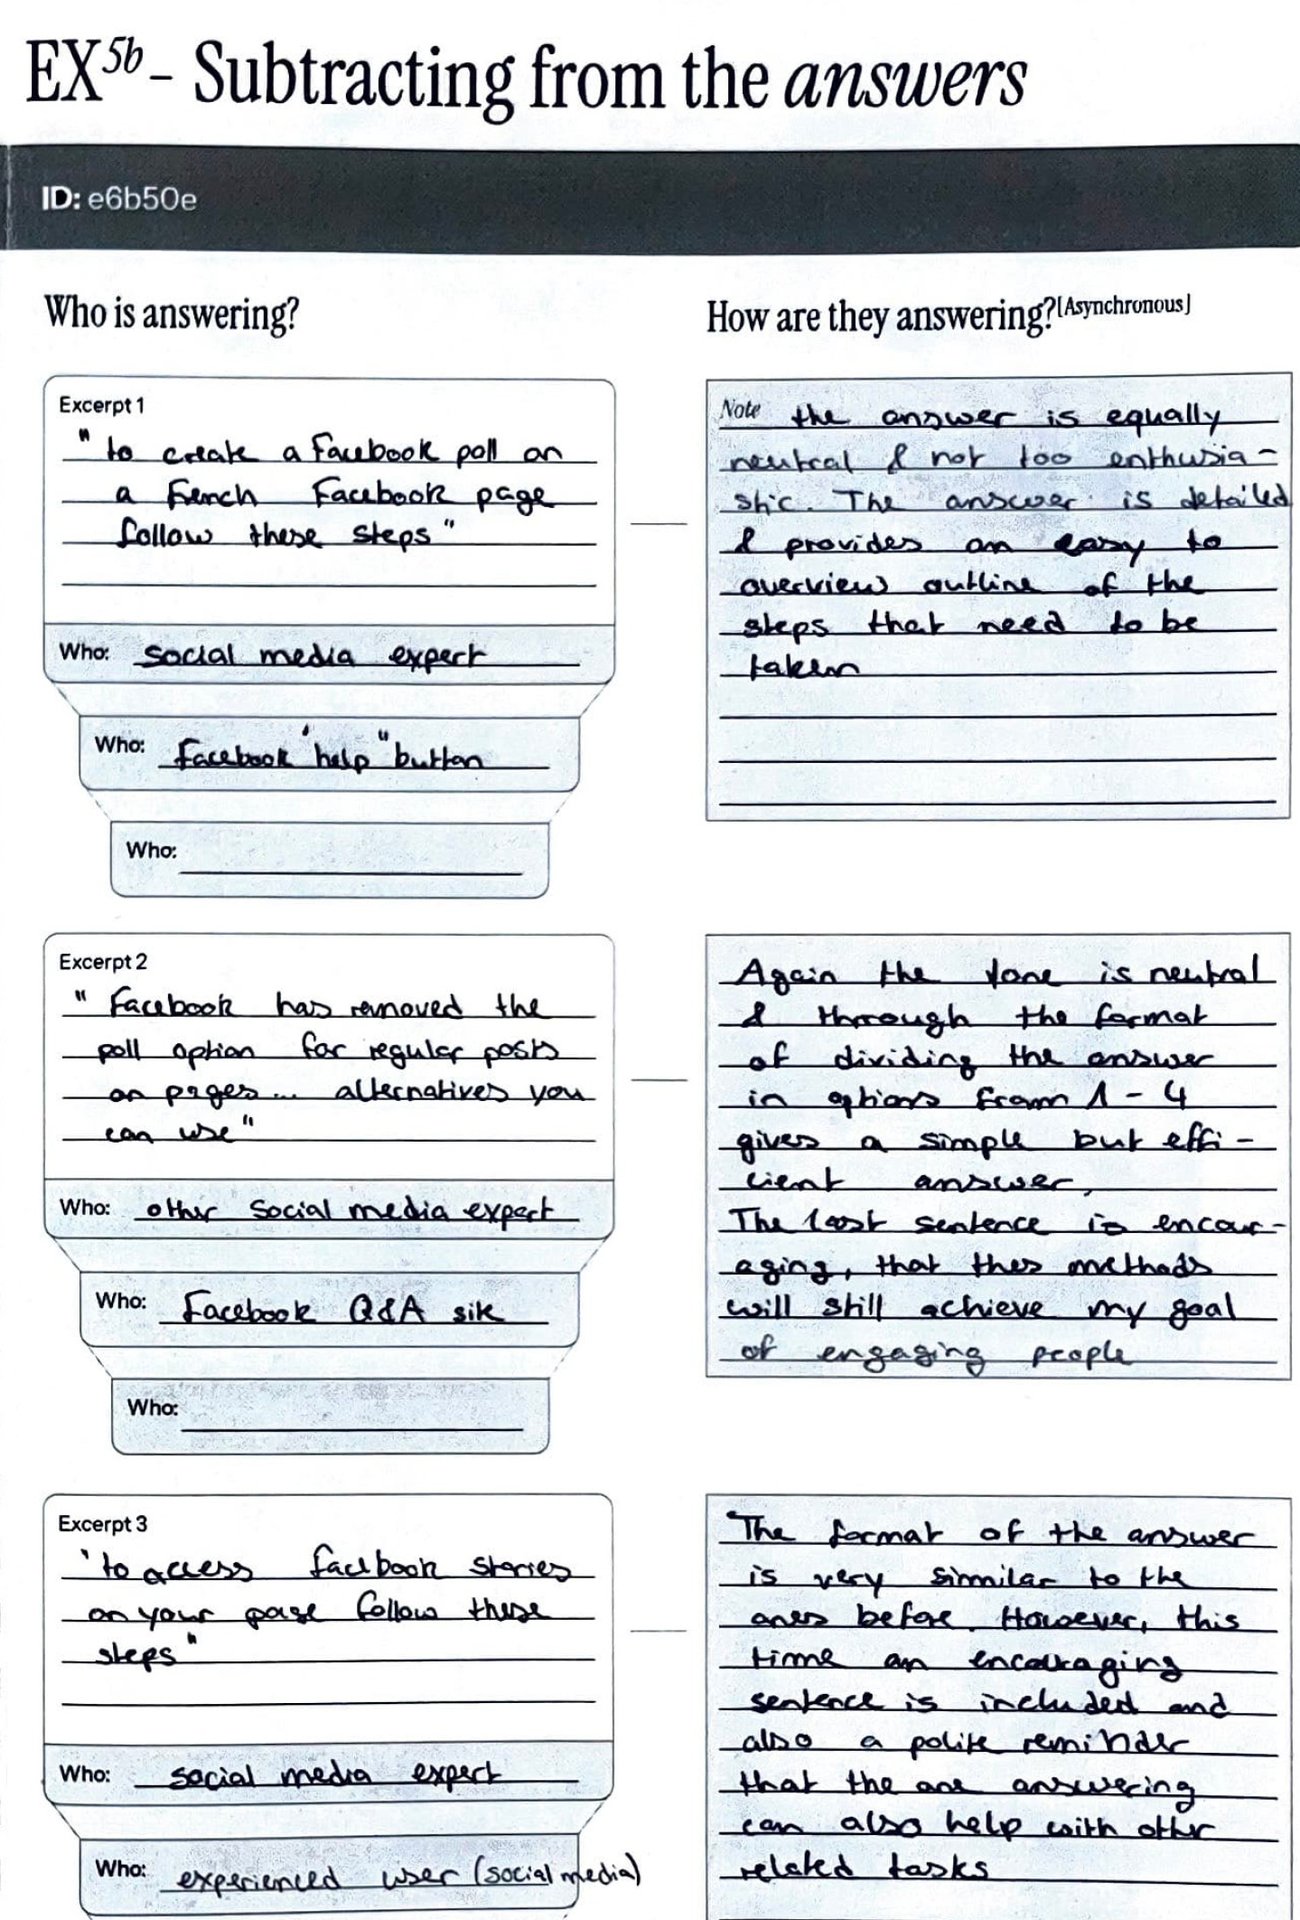 EX5b - Subtracting from the answers
ID: e6b50e
Who is answering?
How are they answering?[Asynchronous]
Excerpt 1
"to create a Facebook poll on
a French Facebook page
follow these steps"
Who: social media expert
Who: Facebook 'help" button
Who:
Note the answer is equally
neutral & not too enthusia-
stic. The answer is detailed
& provides an easy to
overview outline of the
steps that need to be
taken
Excerpt 2
"Facebook has removed the
poll option for regular posts
on pages... alternatives you
can use"
Who: other social media expert
Who: Facebook Q&A site
Who:
Again the tone is neutral
& through the format
of dividing the answer
in options from 1-4
gives a simple but effi-
cient answer,
The last sentence is encour-
aging, that thes methods
will still achieve my goal
of engaging people
Excerpt 3
'to access facebook stories
on your page follow these
steps"
Who: social media expert
Who: experienced user (social media)
The format of the answer
is very similar to the
ones before. However, this
time an encouraging
sentence is included and
also a polite reminder
that the one answering
can also help with other
related tasks